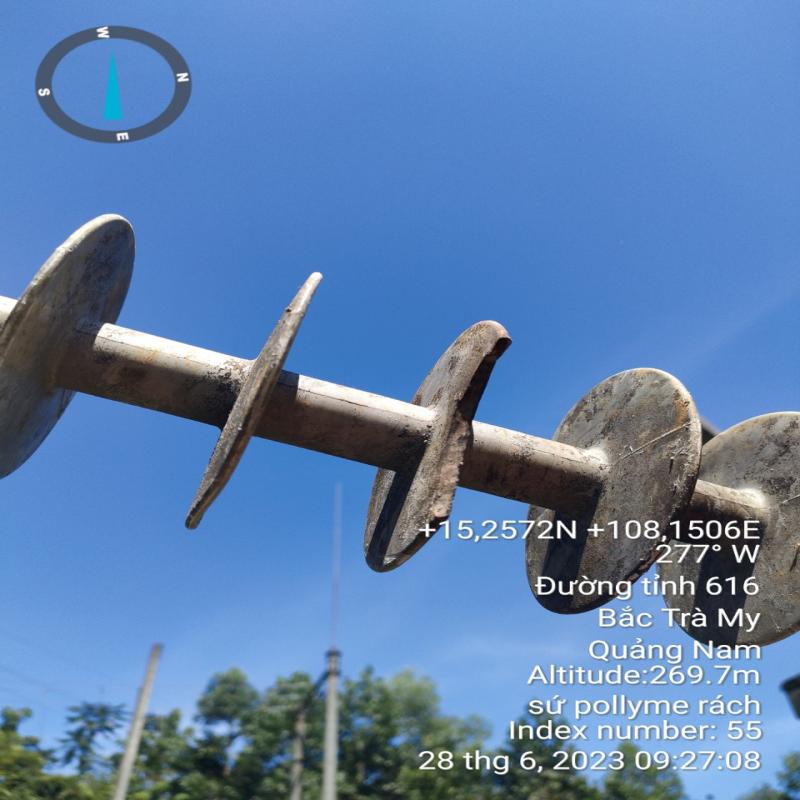 W
N
S
E
+15,2572N +108,1506E
277° W
Đường tỉnh 616
Bắc Trà My
Quảng Nam
Altitude:269.7m
sứ pollyme rách
Index number: 55
28 thg 6, 2023 09:27:08